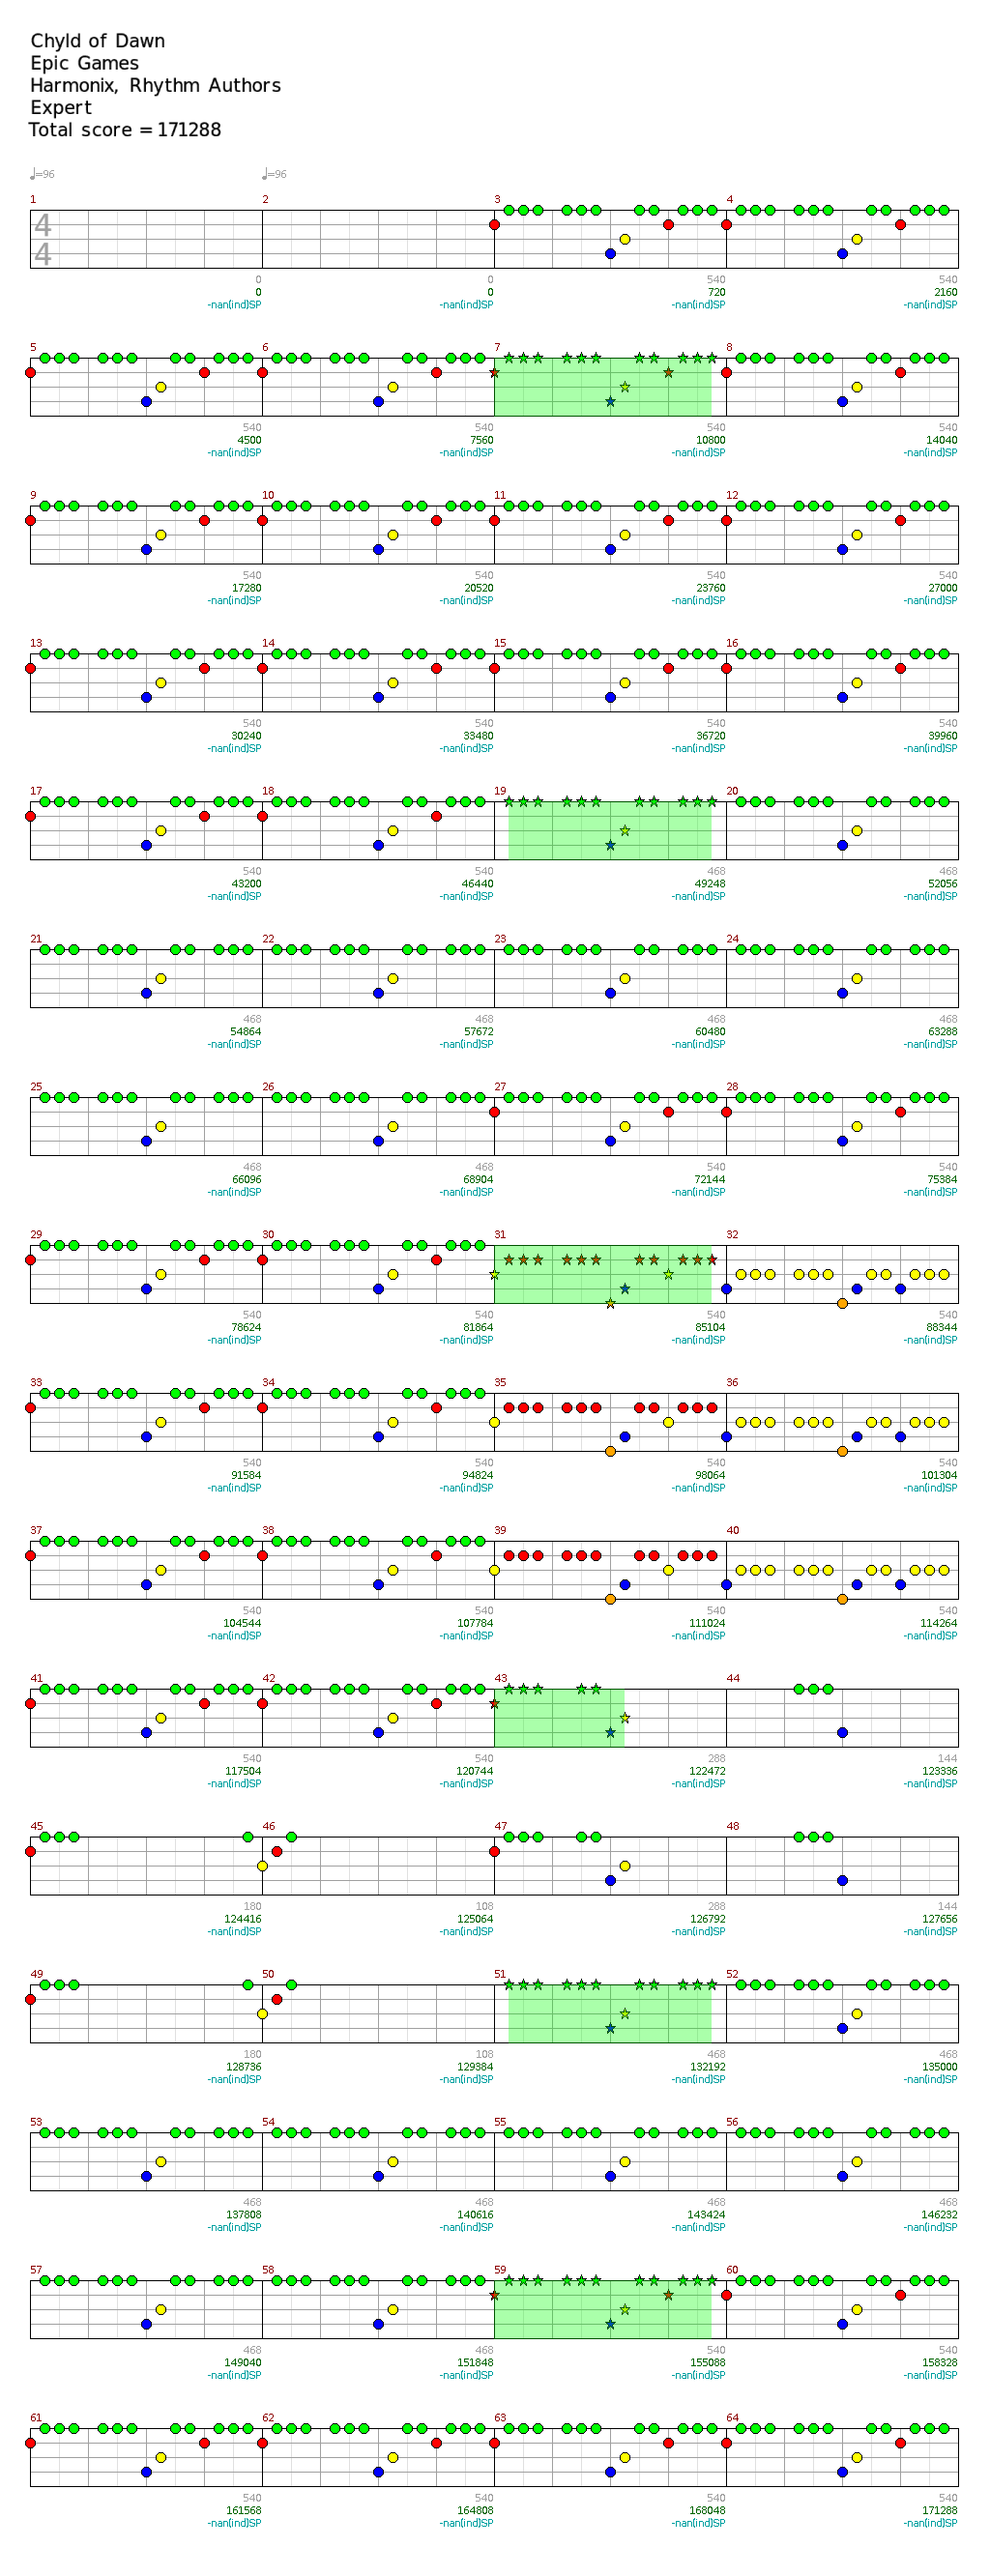 Chyld of Dawn
Epic Games
Harmonix, Rhythm Authors
Expert
Total score = 171288
♩=96 ♩=96
1 2 3 4
4
4
0 0 540 540
0 0 720 2160
-nan(ind)SP -nan(ind)SP -nan(ind)SP -nan(ind)SP
5 6 7 8
540 540 540 540
4500 7560 10800 14040
-nan(ind)SP -nan(ind)SP -nan(ind)SP -nan(ind)SP
9 10 11 12
540 540 540 540
17280 20520 23760 27000
-nan(ind)SP -nan(ind)SP -nan(ind)SP -nan(ind)SP
13 14 15 16
540 540 540 540
30240 33480 36720 39960
-nan(ind)SP -nan(ind)SP -nan(ind)SP -nan(ind)SP
17 18 19 20
540 540 468 468
43200 46440 49248 52056
-nan(ind)SP -nan(ind)SP -nan(ind)SP -nan(ind)SP
21 22 23 24
468 468 468 468
54864 57672 60480 63288
-nan(ind)SP -nan(ind)SP -nan(ind)SP -nan(ind)SP
25 26 27 28
468 468 540 540
66096 68904 72144 75384
-nan(ind)SP -nan(ind)SP -nan(ind)SP -nan(ind)SP
29 30 31 32
540 540 540 540
78624 81864 85104 88344
-nan(ind)SP -nan(ind)SP -nan(ind)SP -nan(ind)SP
33 34 35 36
540 540 540 540
91584 94824 98064 101304
-nan(ind)SP -nan(ind)SP -nan(ind)SP -nan(ind)SP
37 38 39 40
540 540 540 540
104544 107784 111024 114264
-nan(ind)SP -nan(ind)SP -nan(ind)SP -nan(ind)SP
41 42 43 44
540 540 288 144
117504 120744 122472 123336
-nan(ind)SP -nan(ind)SP -nan(ind)SP -nan(ind)SP
45 46 47 48
180 108 288 144
124416 125064 126792 127656
-nan(ind)SP -nan(ind)SP -nan(ind)SP -nan(ind)SP
49 50 51 52
180 108 468 468
128736 129384 132192 135000
-nan(ind)SP -nan(ind)SP -nan(ind)SP -nan(ind)SP
53 54 55 56
468 468 468 468
137808 140616 143424 146232
-nan(ind)SP -nan(ind)SP -nan(ind)SP -nan(ind)SP
57 58 59 60
468 468 540 540
149040 151848 155088 158328
-nan(ind)SP -nan(ind)SP -nan(ind)SP -nan(ind)SP
61 62 63 64
540 540 540 540
161568 164808 168048 171288
-nan(ind)SP -nan(ind)SP -nan(ind)SP -nan(ind)SP